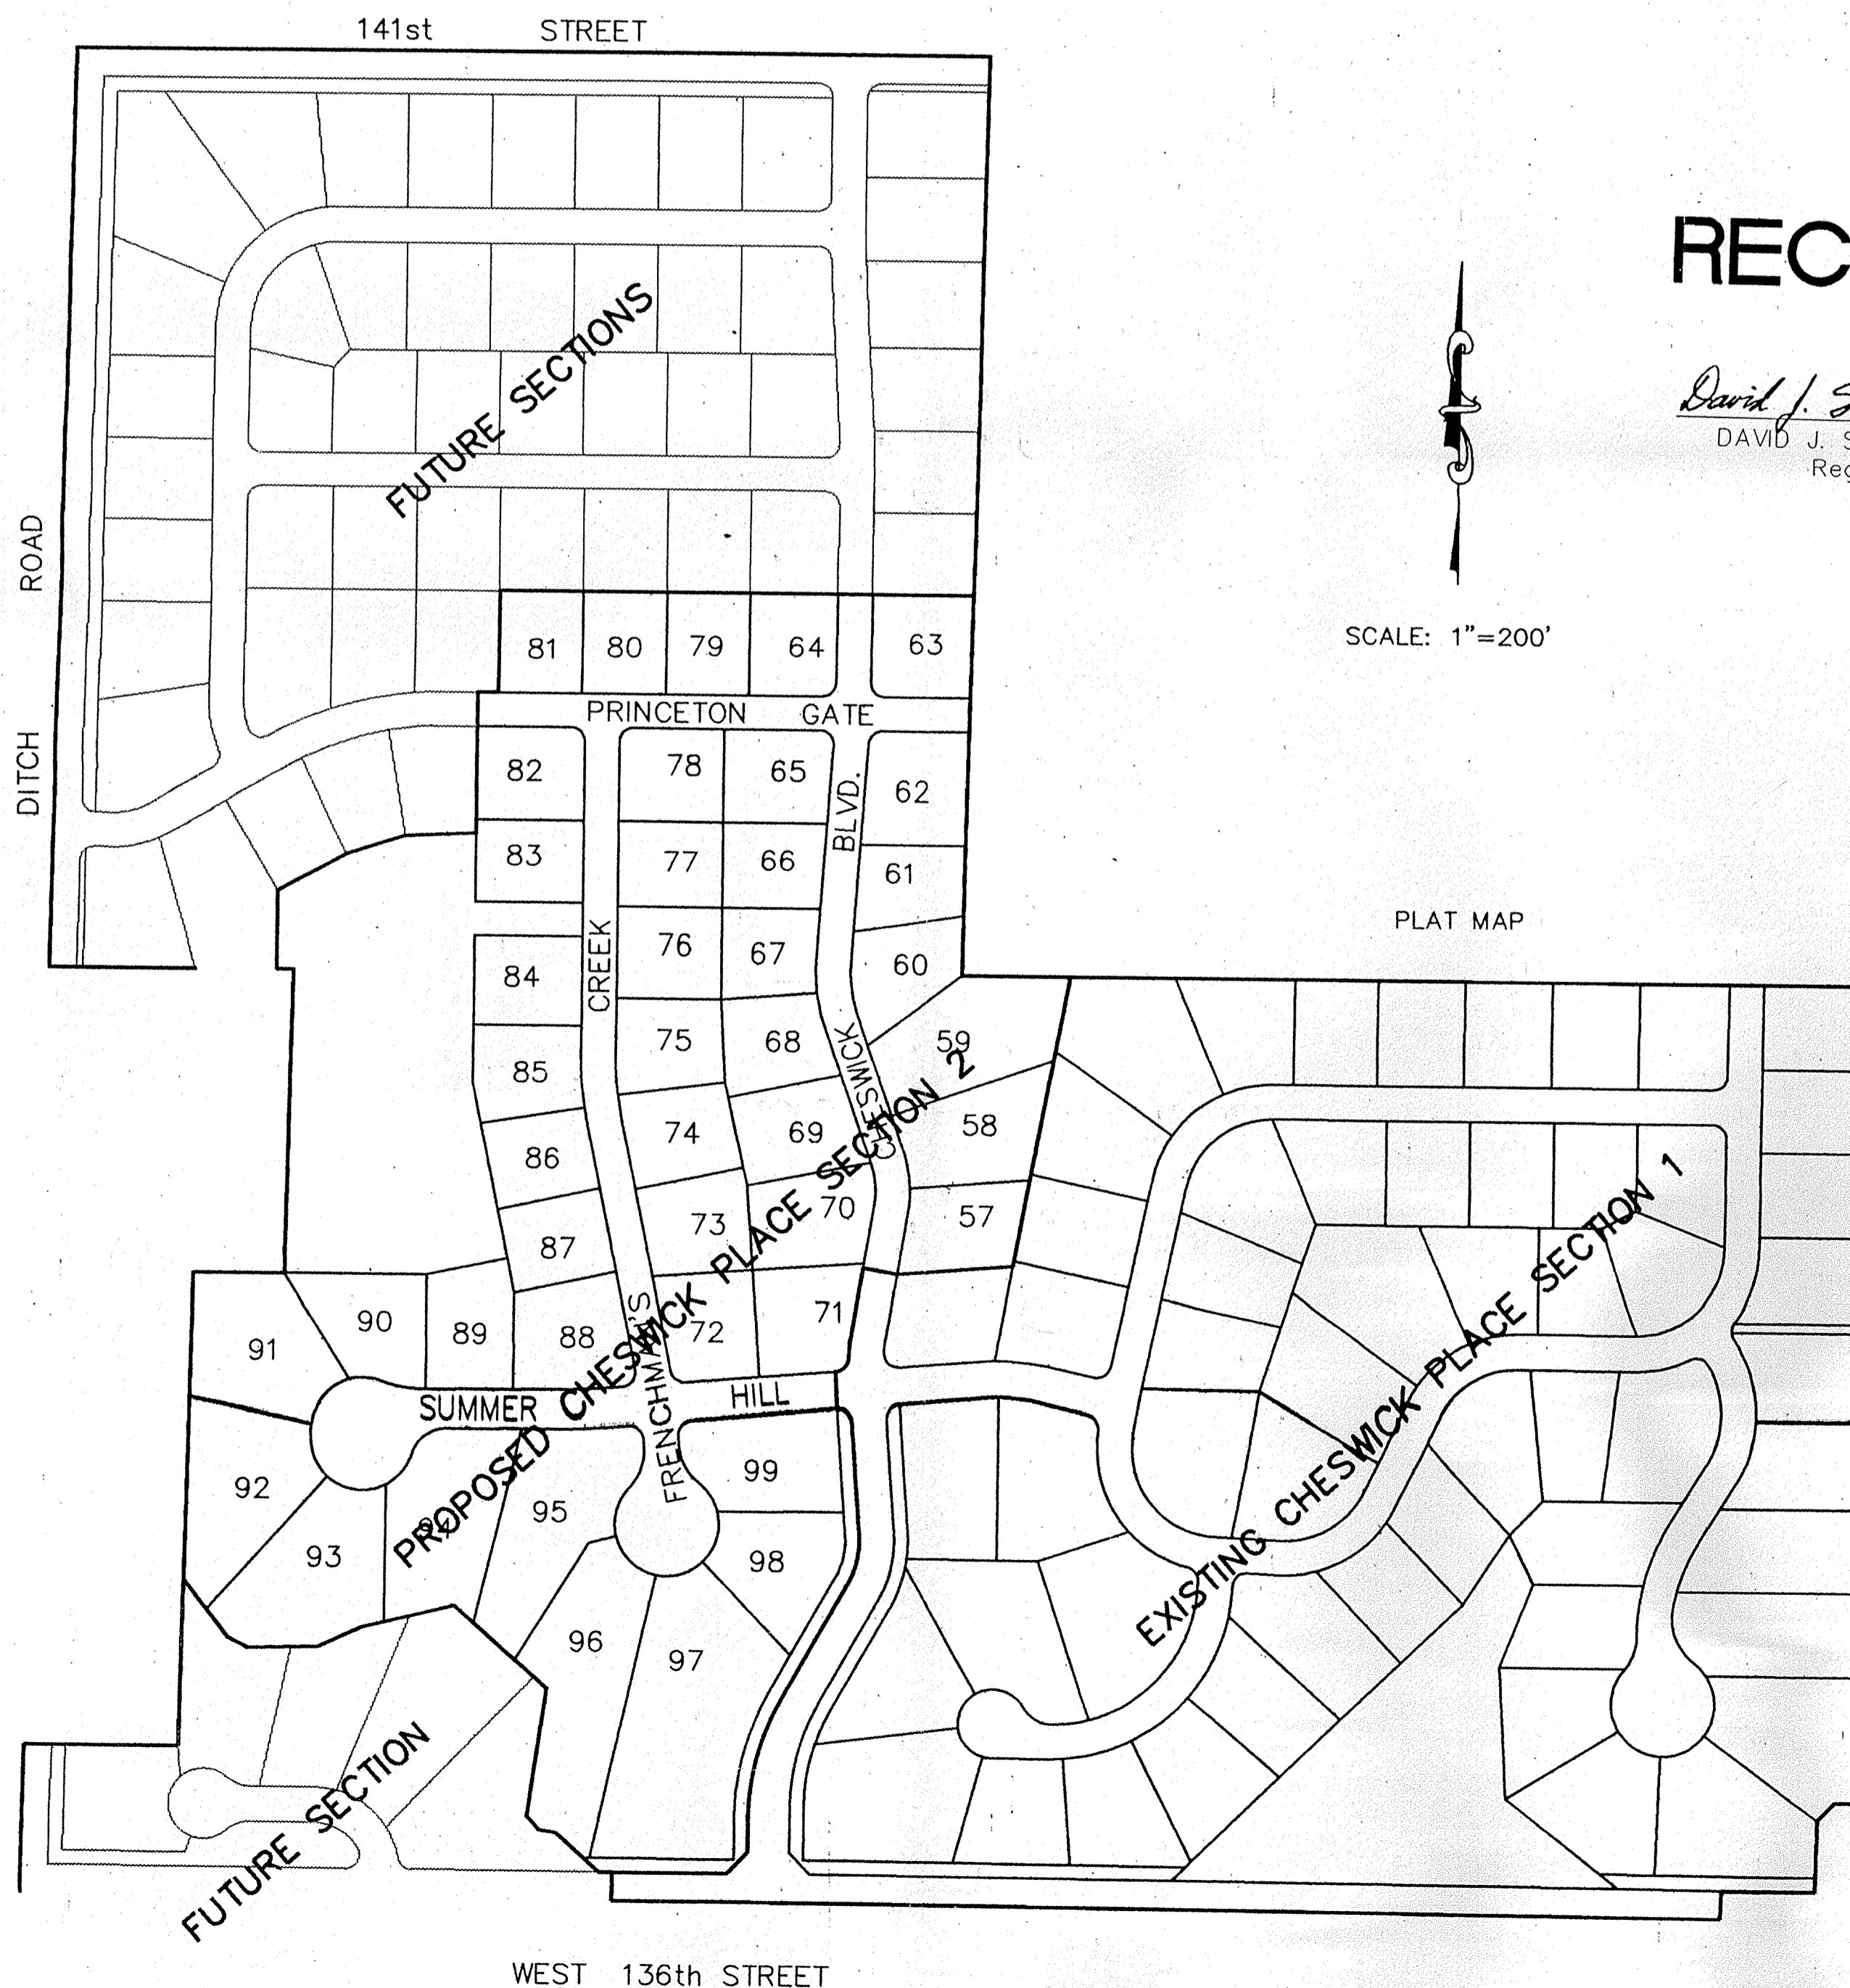 141st STREET
REC
David J. S
DAVID J. S
Reg
FUTURE SECTIONS
DITCH ROAD
SCALE: 1"=200'
81 80 79 64 63
PRINCETON GATE
82 78 65 62
BLVD.
83 77 66 61
PLAT MAP
CREEK
84 76 67 60
85 75 68 59
CHESWICK
86 74 69 58
87 73 70 57
91 90 89 88 72 71
FRENCHMAN'S
SUMMER HILL
PROPOSED CHESWICK PLACE SECTION 2
EXISTING CHESWICK PLACE SECTION 1
92 93 94 95 99
98
96 97
FUTURE SECTION
WEST 136th STREET